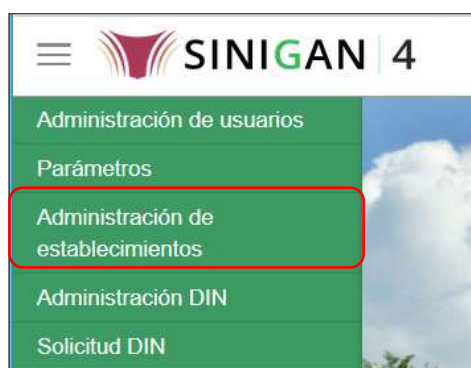 SINIGAN 4
Administración de usuarios
Parámetros
Administración de
establecimientos
Administración DIN
Solicitud DIN